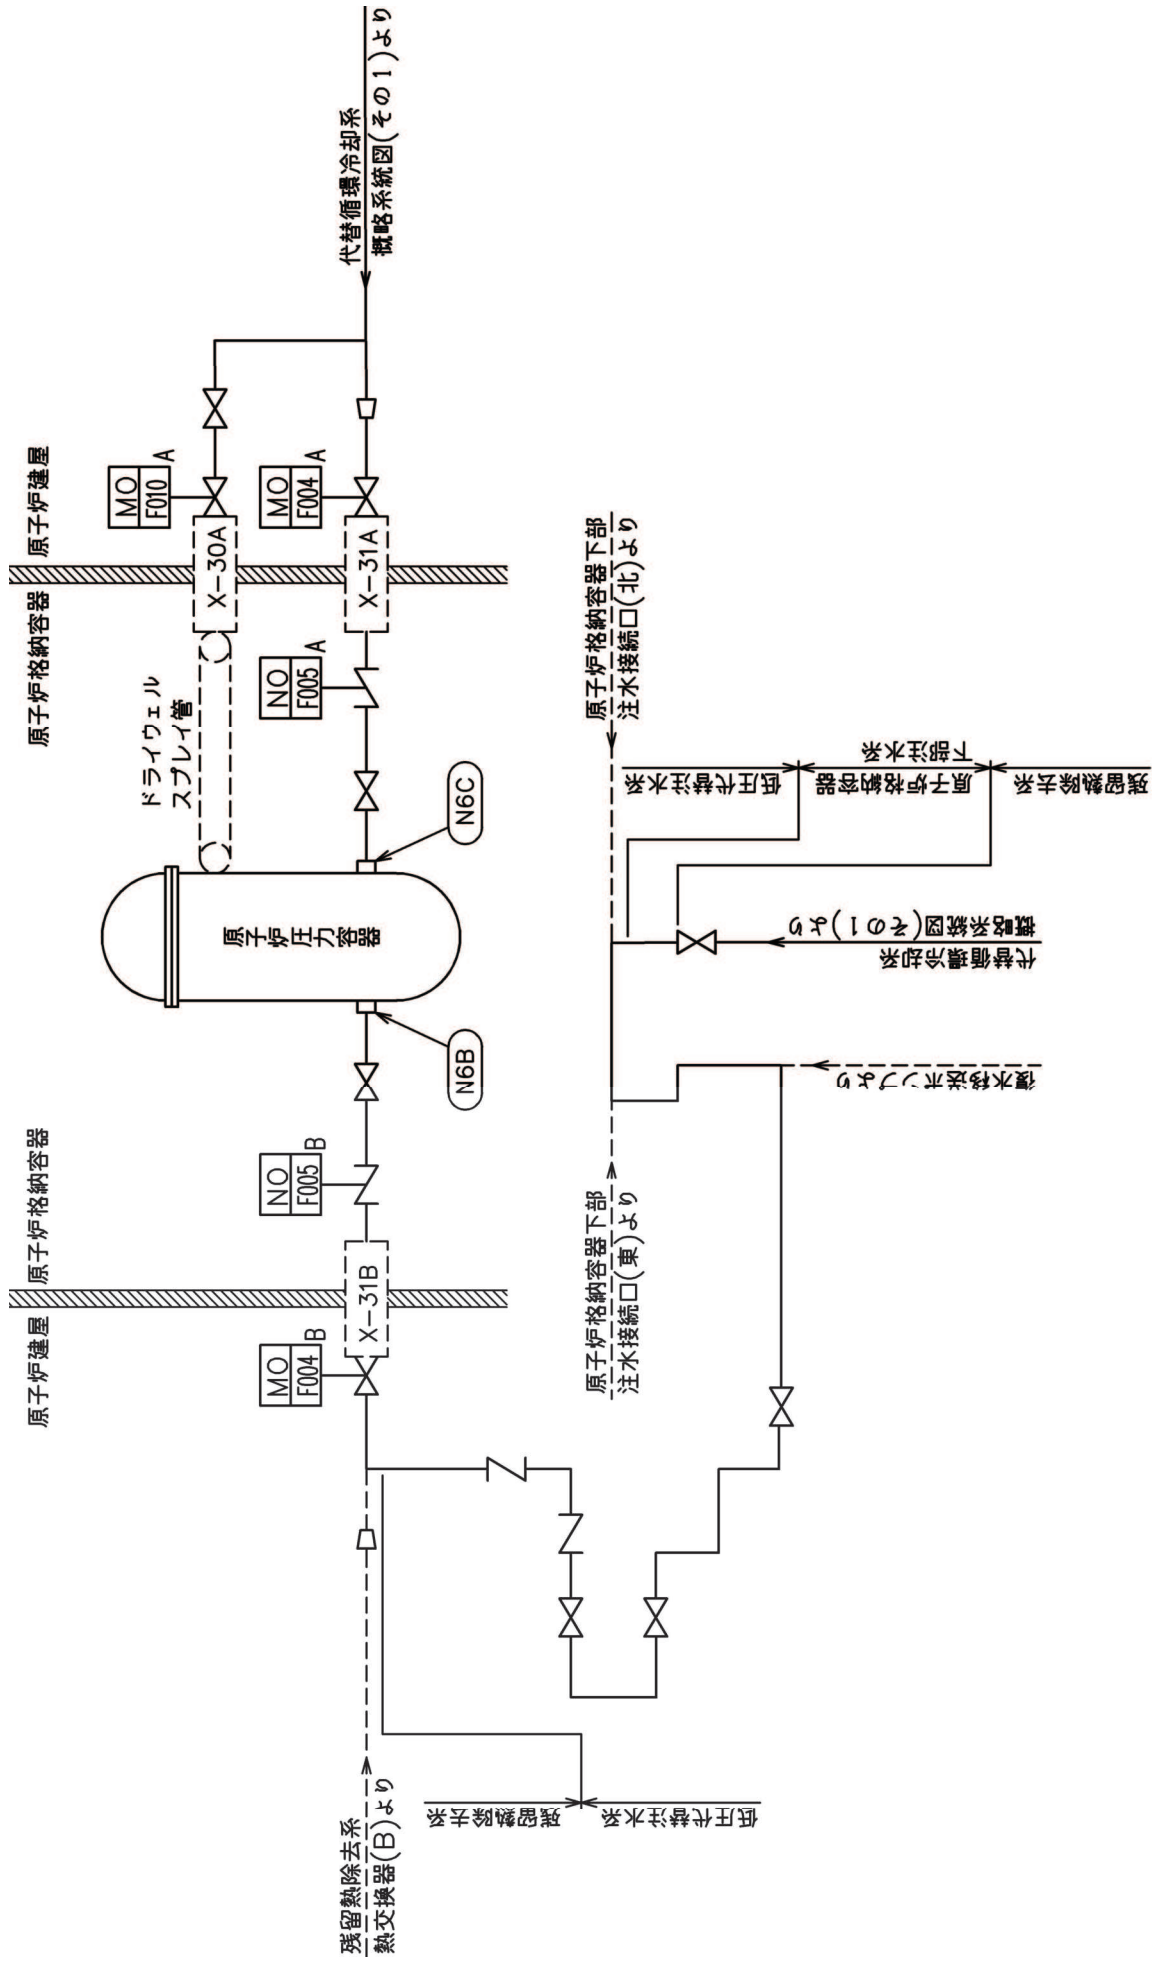 代替循環冷却系
概略系統図(その1)より
原子炉建屋
原子炉格納容器
MO
F010
A
MO
F004
A
X-30A
X-31A
NO
F005
A
ドライウェル
スプレイ管
N6C
原子炉圧力容器
N6B
原子炉格納容器
原子炉建屋
NO
F005
B
X-31B
MO
F004
B
残留熱除去系
熱交換器(B)より
残留熱除去系
低圧代替注水系
原子炉格納容器下部
注水接続口(北)より
原子炉格納容器下部
注水接続口(東)より
低圧代替注水系
原子炉格納容器
下部注水系
残留熱除去系
代替循環冷却系
概略系統図(その1)より
復水移送ポンプより